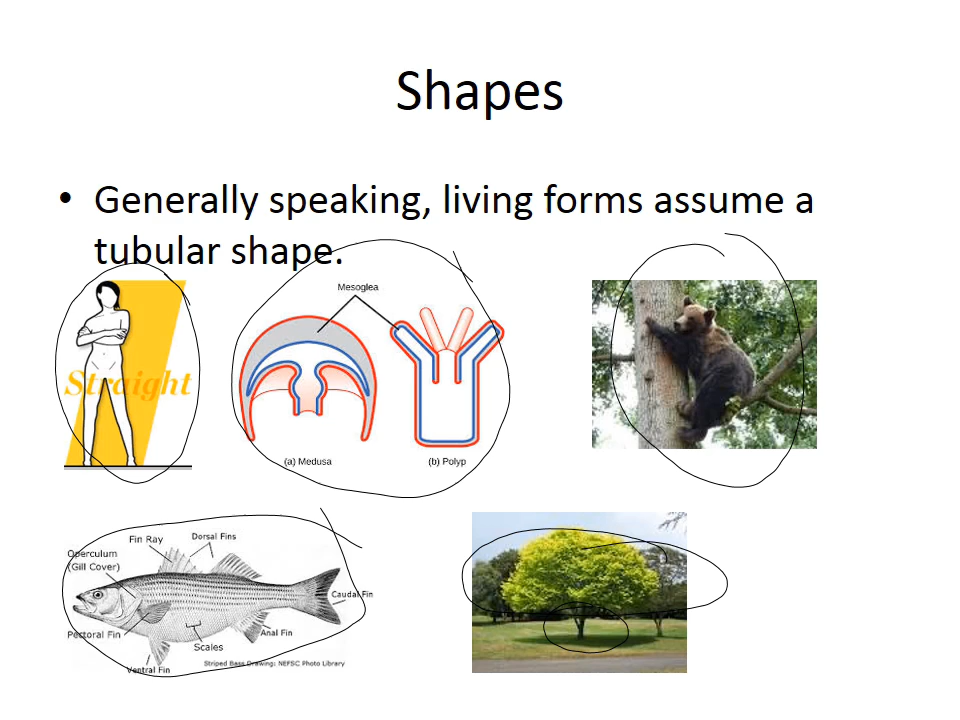 Shapes
• Generally speaking, living forms assume a
tubular shape.
Straight
Mesoglea
(a) Medusa
(b) Polyp
Fin Ray
Dorsal Fins
Operculum
(Gill Cover)
Caudal Fin
Pectoral Fin
Anal Fin
Scales
Ventral Fin
Striped Bass Drawing: NEFSC Photo Library